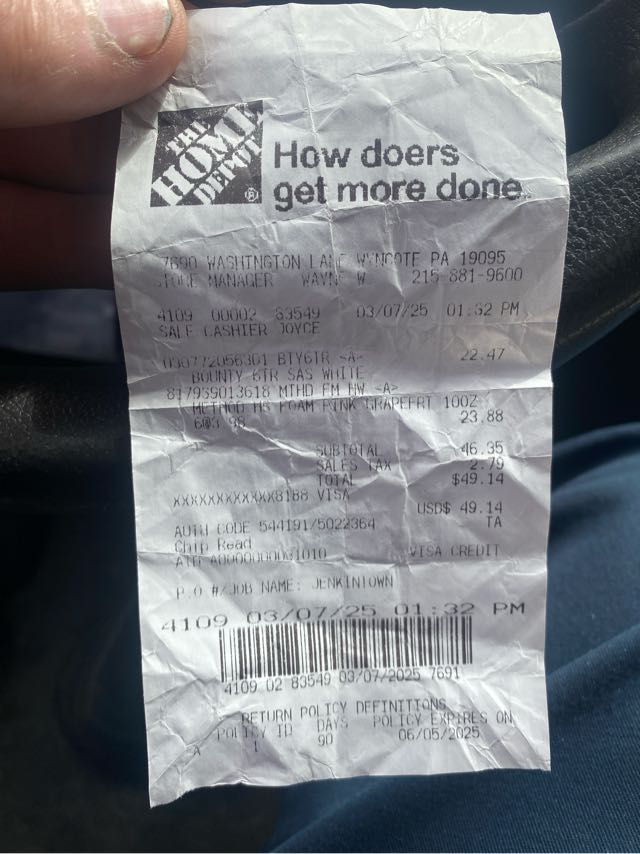 THE
HOME
DEPOT
®
How doers
get more done.
7690 WASHINGTON LANE WYNCOTE PA 19095
STORE MANAGER WAYNE W 215-881-9600
4109 00002 83549 03/07/25 01:32 PM
SALE CASHIER JOYCE
030772056301 BTY6TR <A> 22.47
BOUNTY 6TR SAS WHITE
817939013618 MTHD FM HW <A>
METHOD HS FOAM PINK GRAPEFRT 10OZ
6@3.98 23.88
SUBTOTAL 46.35
SALES TAX 2.79
TOTAL $49.14
XXXXXXXXXXXX8188 VISA
USD$ 49.14
AUTH CODE 544191/5022364 TA
Chip Read
AID A0000000031010 VISA CREDIT
P.O #/JOB NAME: JENKINTOWN
4109 03/07/25 01:32 PM
4109 02 83549 03/07/2025 7691
RETURN POLICY DEFINITIONS
POLICY ID DAYS POLICY EXPIRES ON
A 1 90 06/05/2025